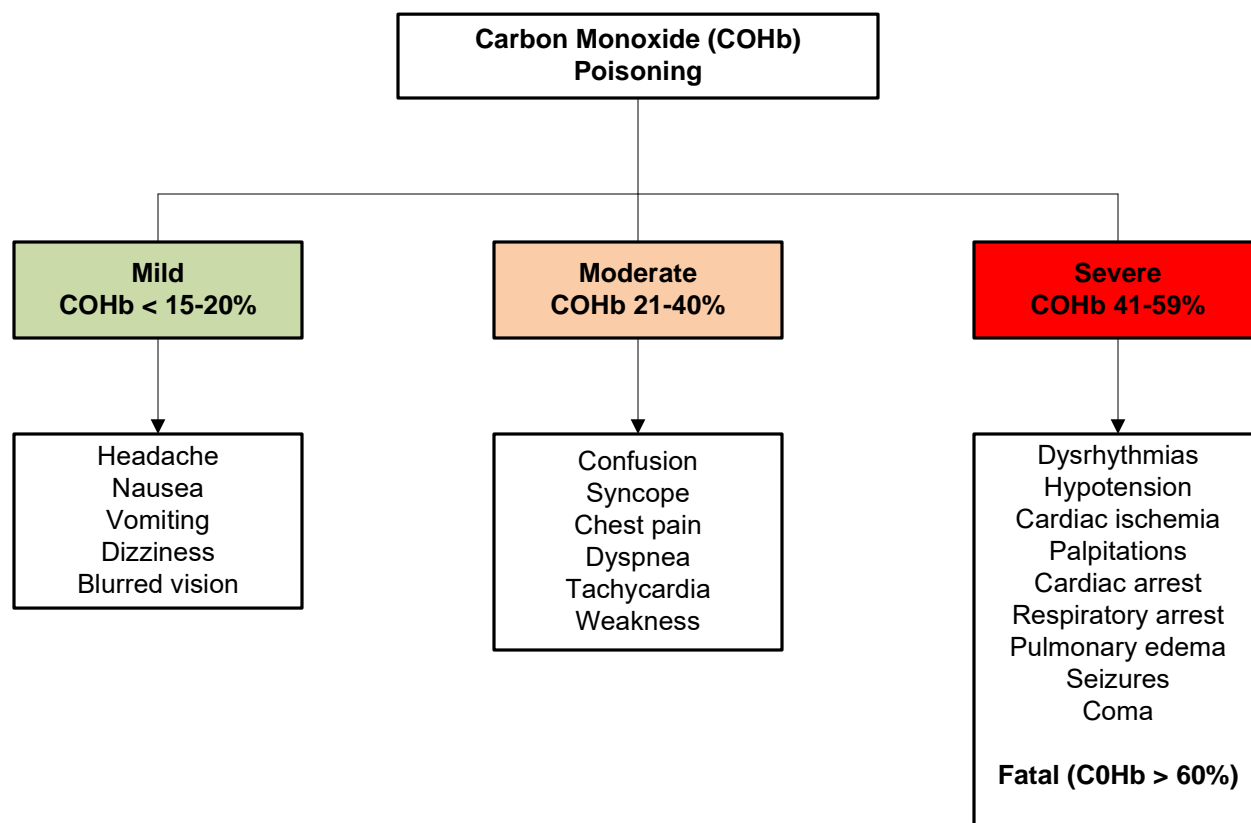 Carbon Monoxide (COHb)
Poisoning
Mild
COHb < 15-20%
Moderate
COHb 21-40%
Severe
COHb 41-59%
Headache
Nausea
Vomiting
Dizziness
Blurred vision
Confusion
Syncope
Chest pain
Dyspnea
Tachycardia
Weakness
Dysrhythmias
Hypotension
Cardiac ischemia
Palpitations
Cardiac arrest
Respiratory arrest
Pulmonary edema
Seizures
Coma
Fatal (C0Hb > 60%)